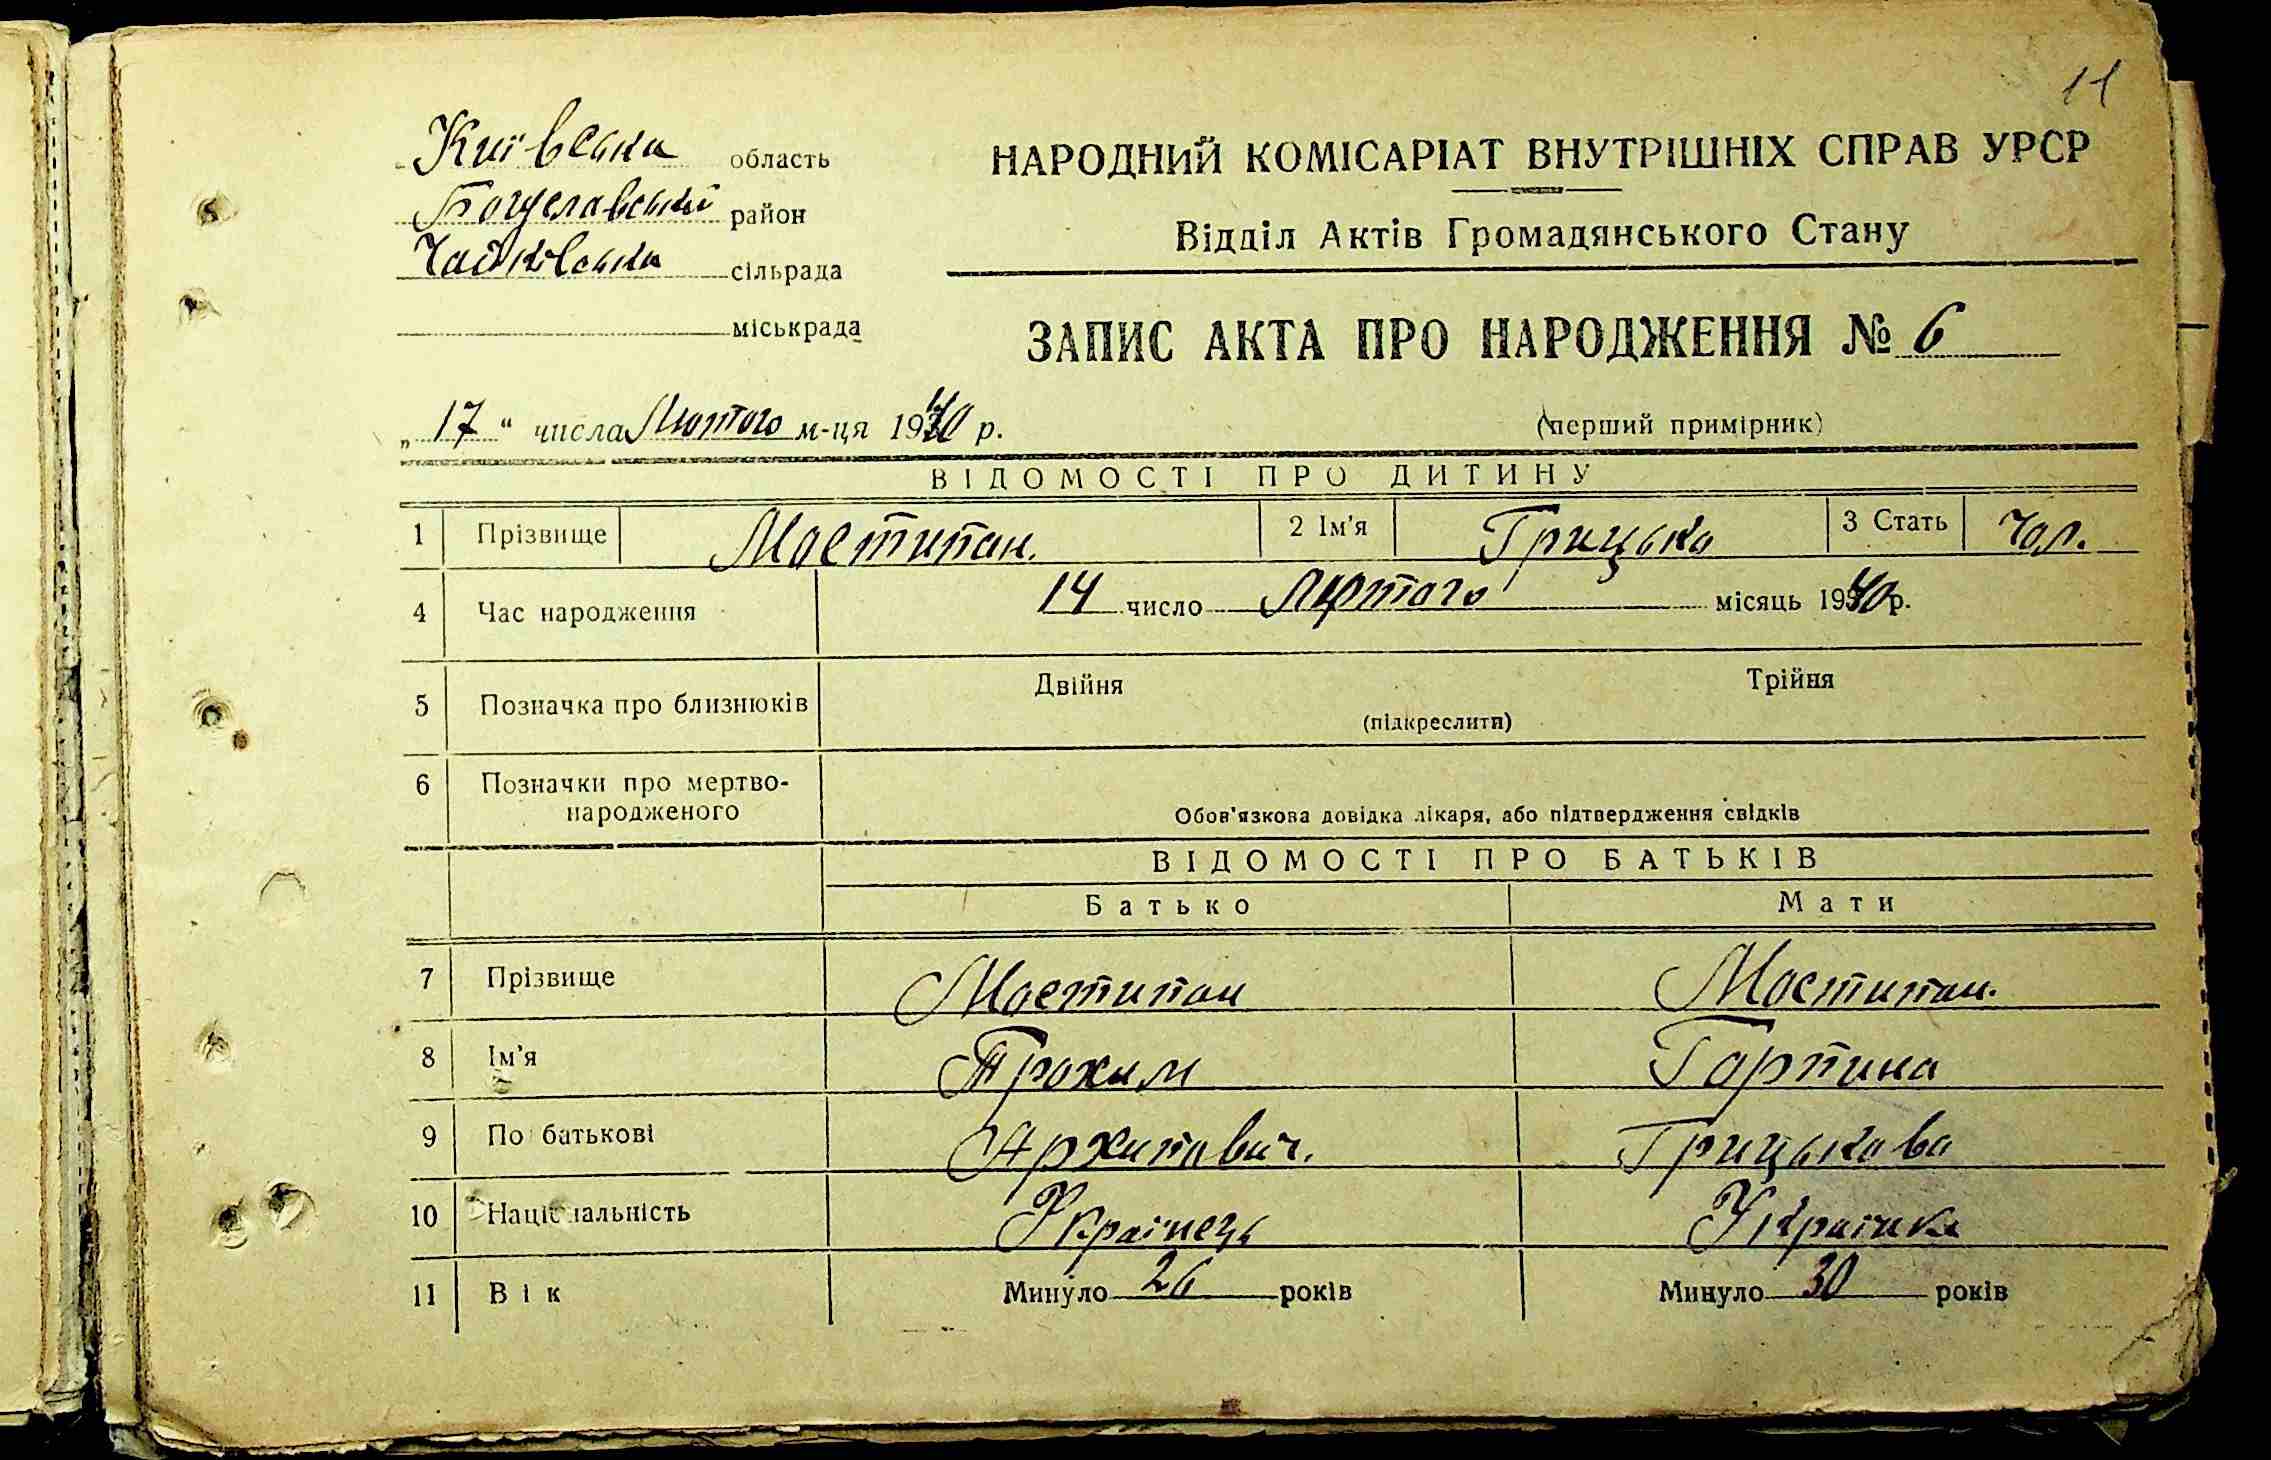 11
Київська область
Богуславський район
Чайківська сільрада
міськрада
НАРОДНИЙ КОМІСАРІАТ ВНУТРІШНІХ СПРАВ УРСР
Відділ Актів Громадянського Стану
ЗАПИС АКТА ПРО НАРОДЖЕННЯ № 6
„ 17 “ числа Лютого м-ця 1940 р.
(перший примірник)
ВІДОМОСТІ ПРО ДИТИНУ
1 Прізвище Мостипан. 2 Ім'я Грицько 3 Стать Чол.
4 Час народження 14 число Лютого місяць 1940 р.
5 Позначка про близнюків Двійня Трійня
(підкреслити)
6 Позначки про мертво-
народженого
Обов'язкова довідка лікаря, або підтвердження свідків
ВІДОМОСТІ ПРО БАТЬКІВ
Батько Мати
7 Прізвище Мостипан Мостипан.
8 Ім'я Трохим Горпина
9 По батькові Архипович. Грицькова
10 Національність Українець Українка
11 Вік Минуло 26 років Минуло 30 років